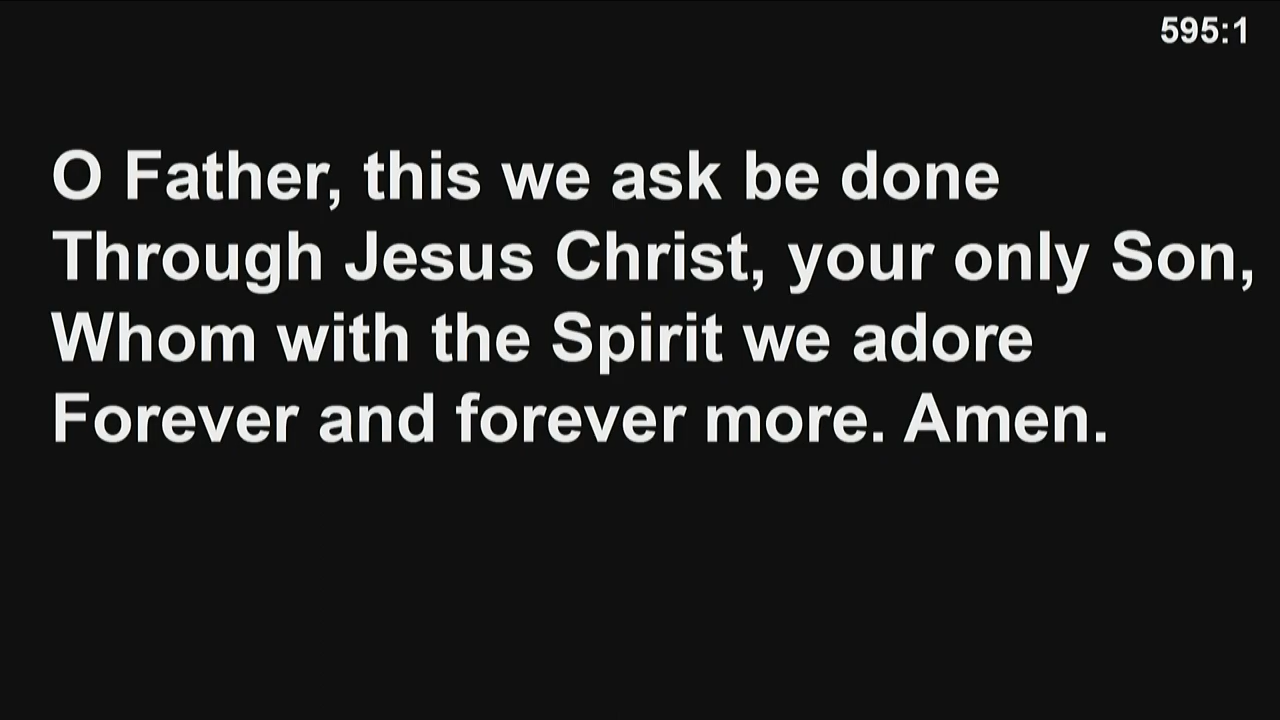 595:1
O Father, this we ask be done
Through Jesus Christ, your only Son,
Whom with the Spirit we adore
Forever and forever more. Amen.